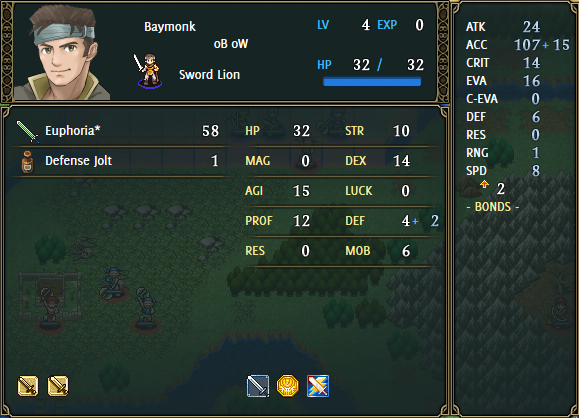 Baymonk LV 4 EXP 0
oB oW
Sword Lion HP 32 / 32
Euphoria* 58
Defense Jolt 1
HP 32 STR 10
MAG 0 DEX 14
AGI 15 LUCK 0
PROF 12 DEF 4+ 2
RES 0 MOB 6
ATK 24
ACC 107+ 15
CRIT 14
EVA 16
C-EVA 0
DEF 6
RES 0
RNG 1
SPD 8
2
- BONDS -